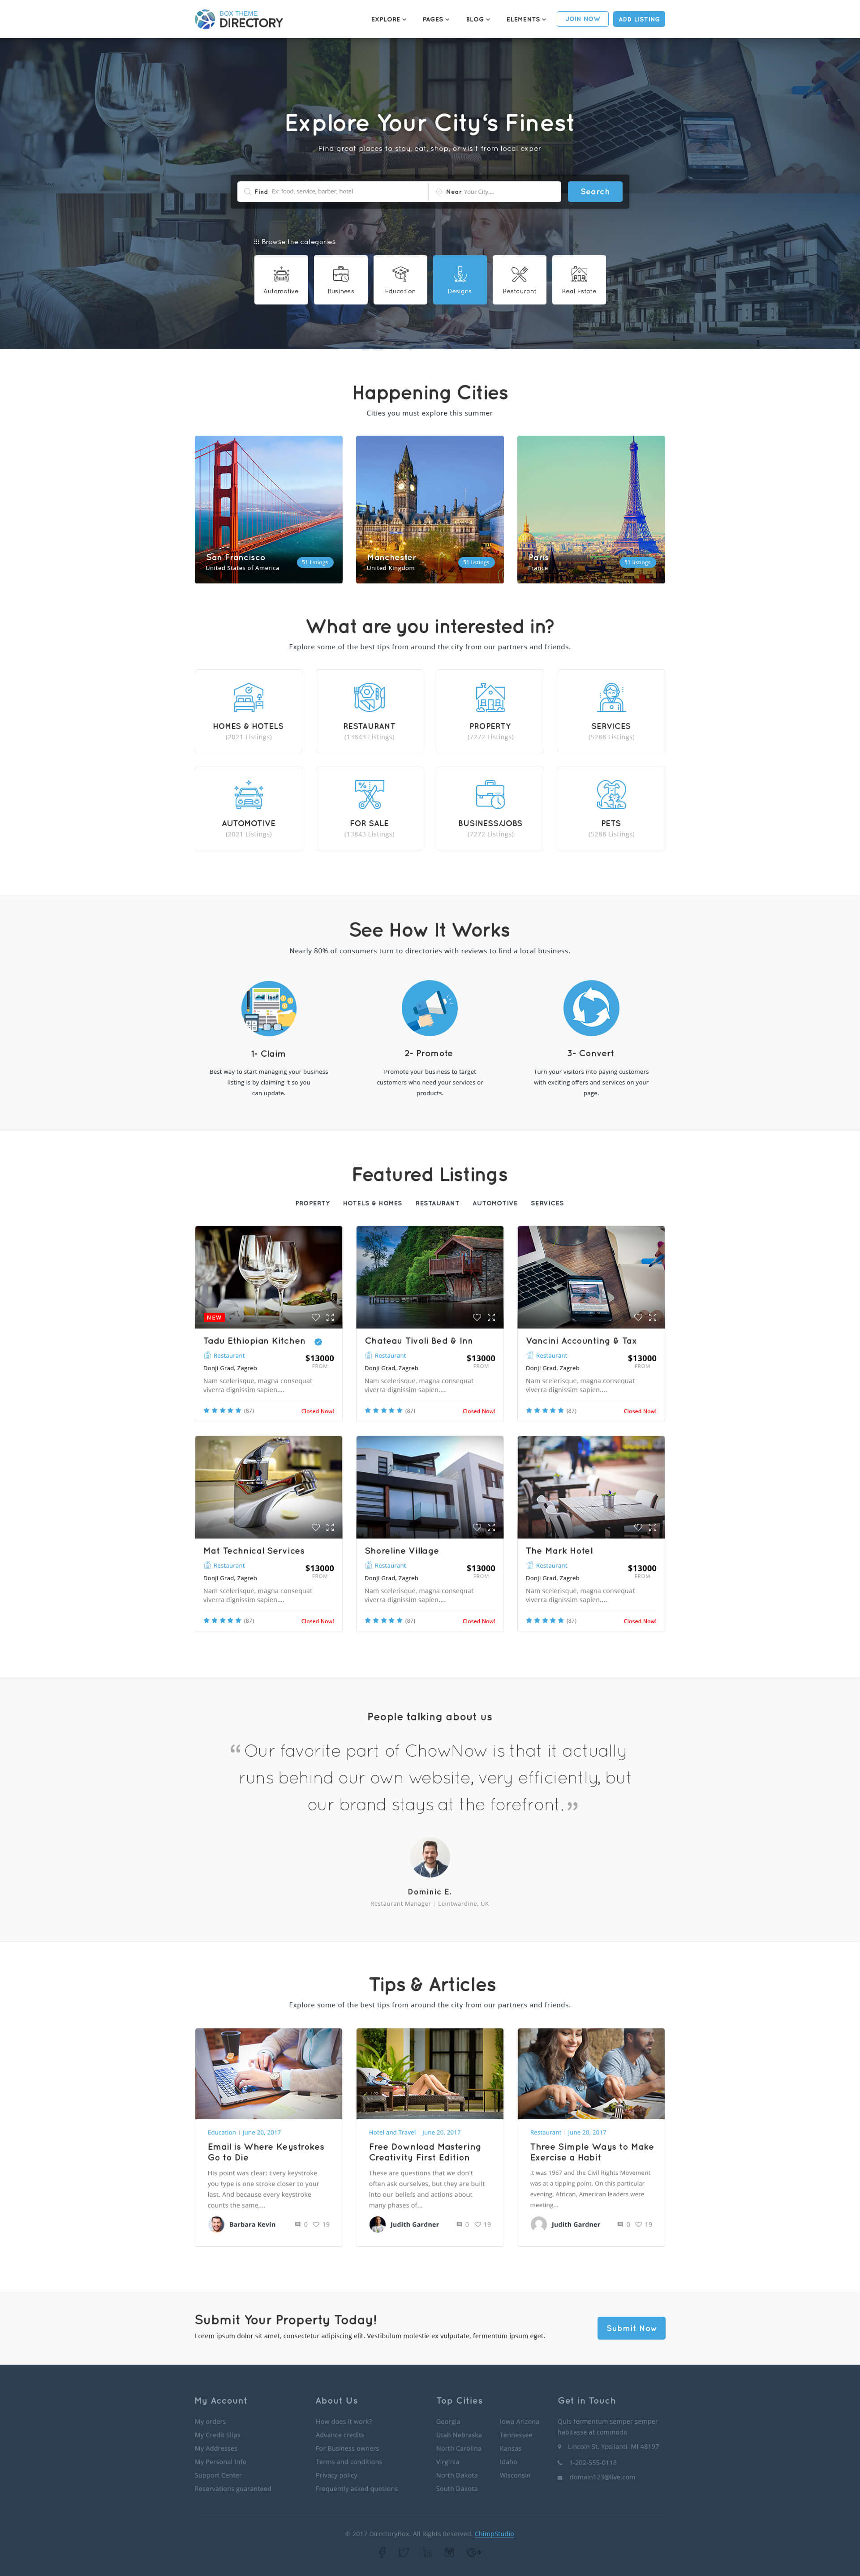 BOX THEME
DIRECTORY
EXPLORE
PAGES
BLOG
ELEMENTS
JOIN NOW
ADD LISTING
Explore Your City‘s Finest
Find great places to stay, eat, shop, or visit from local exper
Find Ex: food, service, barber, hotel
Near Your City....
Search
Browse the categories
Automotive
Business
Education
Designs
Restaurant
Real Estate
Happening Cities
Cities you must explore this summer
San Francisco
United States of America
51 listings
Manchester
United Kingdom
51 listings
Paris
France
51 listings
What are you interested in?
Explore some of the best tips from around the city from our partners and friends.
HOMES & HOTELS
(2021 Listings)
RESTAURANT
(13843 Listings)
PROPERTY
(7272 Listings)
SERVICES
(5288 Listings)
AUTOMOTIVE
(2021 Listings)
FOR SALE
(13843 Listings)
BUSINESS/JOBS
(7272 Listings)
PETS
(5288 Listings)
See How It Works
Nearly 80% of consumers turn to directories with reviews to find a local business.
1- Claim
Best way to start managing your business
listing is by claiming it so you
can update.
2- Promote
Promote your business to target
customers who need your services or
products.
3- Convert
Turn your visitors into paying customers
with exciting offers and services on your
page.
Featured Listings
PROPERTY
HOTELS & HOMES
RESTAURANT
AUTOMOTIVE
SERVICES
NEW
Tadu Ethiopian Kitchen
Restaurant
$13000
FROM
Donji Grad, Zagreb
Nam scelerisque, magna consequat
viverra dignissim sapien....
(87)
Closed Now!
Chateau Tivoli Bed & Inn
Restaurant
$13000
FROM
Donji Grad, Zagreb
Nam scelerisque, magna consequat
viverra dignissim sapien....
(87)
Closed Now!
Vancini Accounting & Tax
Restaurant
$13000
FROM
Donji Grad, Zagreb
Nam scelerisque, magna consequat
viverra dignissim sapien....
(87)
Closed Now!
Mat Technical Services
Restaurant
$13000
FROM
Donji Grad, Zagreb
Nam scelerisque, magna consequat
viverra dignissim sapien....
(87)
Closed Now!
Shoreline Village
Restaurant
$13000
FROM
Donji Grad, Zagreb
Nam scelerisque, magna consequat
viverra dignissim sapien....
(87)
Closed Now!
The Mark Hotel
Restaurant
$13000
FROM
Donji Grad, Zagreb
Nam scelerisque, magna consequat
viverra dignissim sapien....
(87)
Closed Now!
People talking about us
“ Our favorite part of ChowNow is that it actually
runs behind our own website, very efficiently, but
our brand stays at the forefront. ”
Dominic E.
Restaurant Manager | Leintwardine, UK
Tips & Articles
Explore some of the best tips from around the city from our partners and friends.
Education | June 20, 2017
Email is Where Keystrokes
Go to Die
His point was clear: Every keystroke
you type is one stroke closer to your
last. And because every keystroke
counts the same,...
Barbara Kevin
0
19
Hotel and Travel | June 20, 2017
Free Download Mastering
Creativity First Edition
These are questions that we don't
often ask ourselves, but they are built
into our beliefs and actions about
many phases of...
Judith Gardner
0
19
Restaurant | June 20, 2017
Three Simple Ways to Make
Exercise a Habit
It was 1967 and the Civil Rights Movement
was at a tipping point. On this particular
evening, African, American leaders were
meeting...
Judith Gardner
0
19
Submit Your Property Today!
Lorem ipsum dolor sit amet, consectetur adipiscing elit. Vestibulum molestie ex vulputate, fermentum ipsum eget.
Submit Now
My Account
My orders
My Credit Slips
My Addresses
My Personal Info
Support Center
Reservations guaranteed
About Us
How does it work?
Advance credits
For Business owners
Terms and conditions
Privacy policy
Frequently asked quesions
Top Cities
Georgia
Utah Nebraska
North Carolina
Virginia
North Dakota
South Dakota
Iowa Arizona
Tennessee
Kansas
Idaho
Wisconsin
Get in Touch
Quis fermentum semper semper
habitasse at commodo
Lincoln St, Ypsilanti MI 48197
1-202-555-0118
domain123@live.com
© 2017 DirectoryBox. All Rights Reserved. ChimpStudio